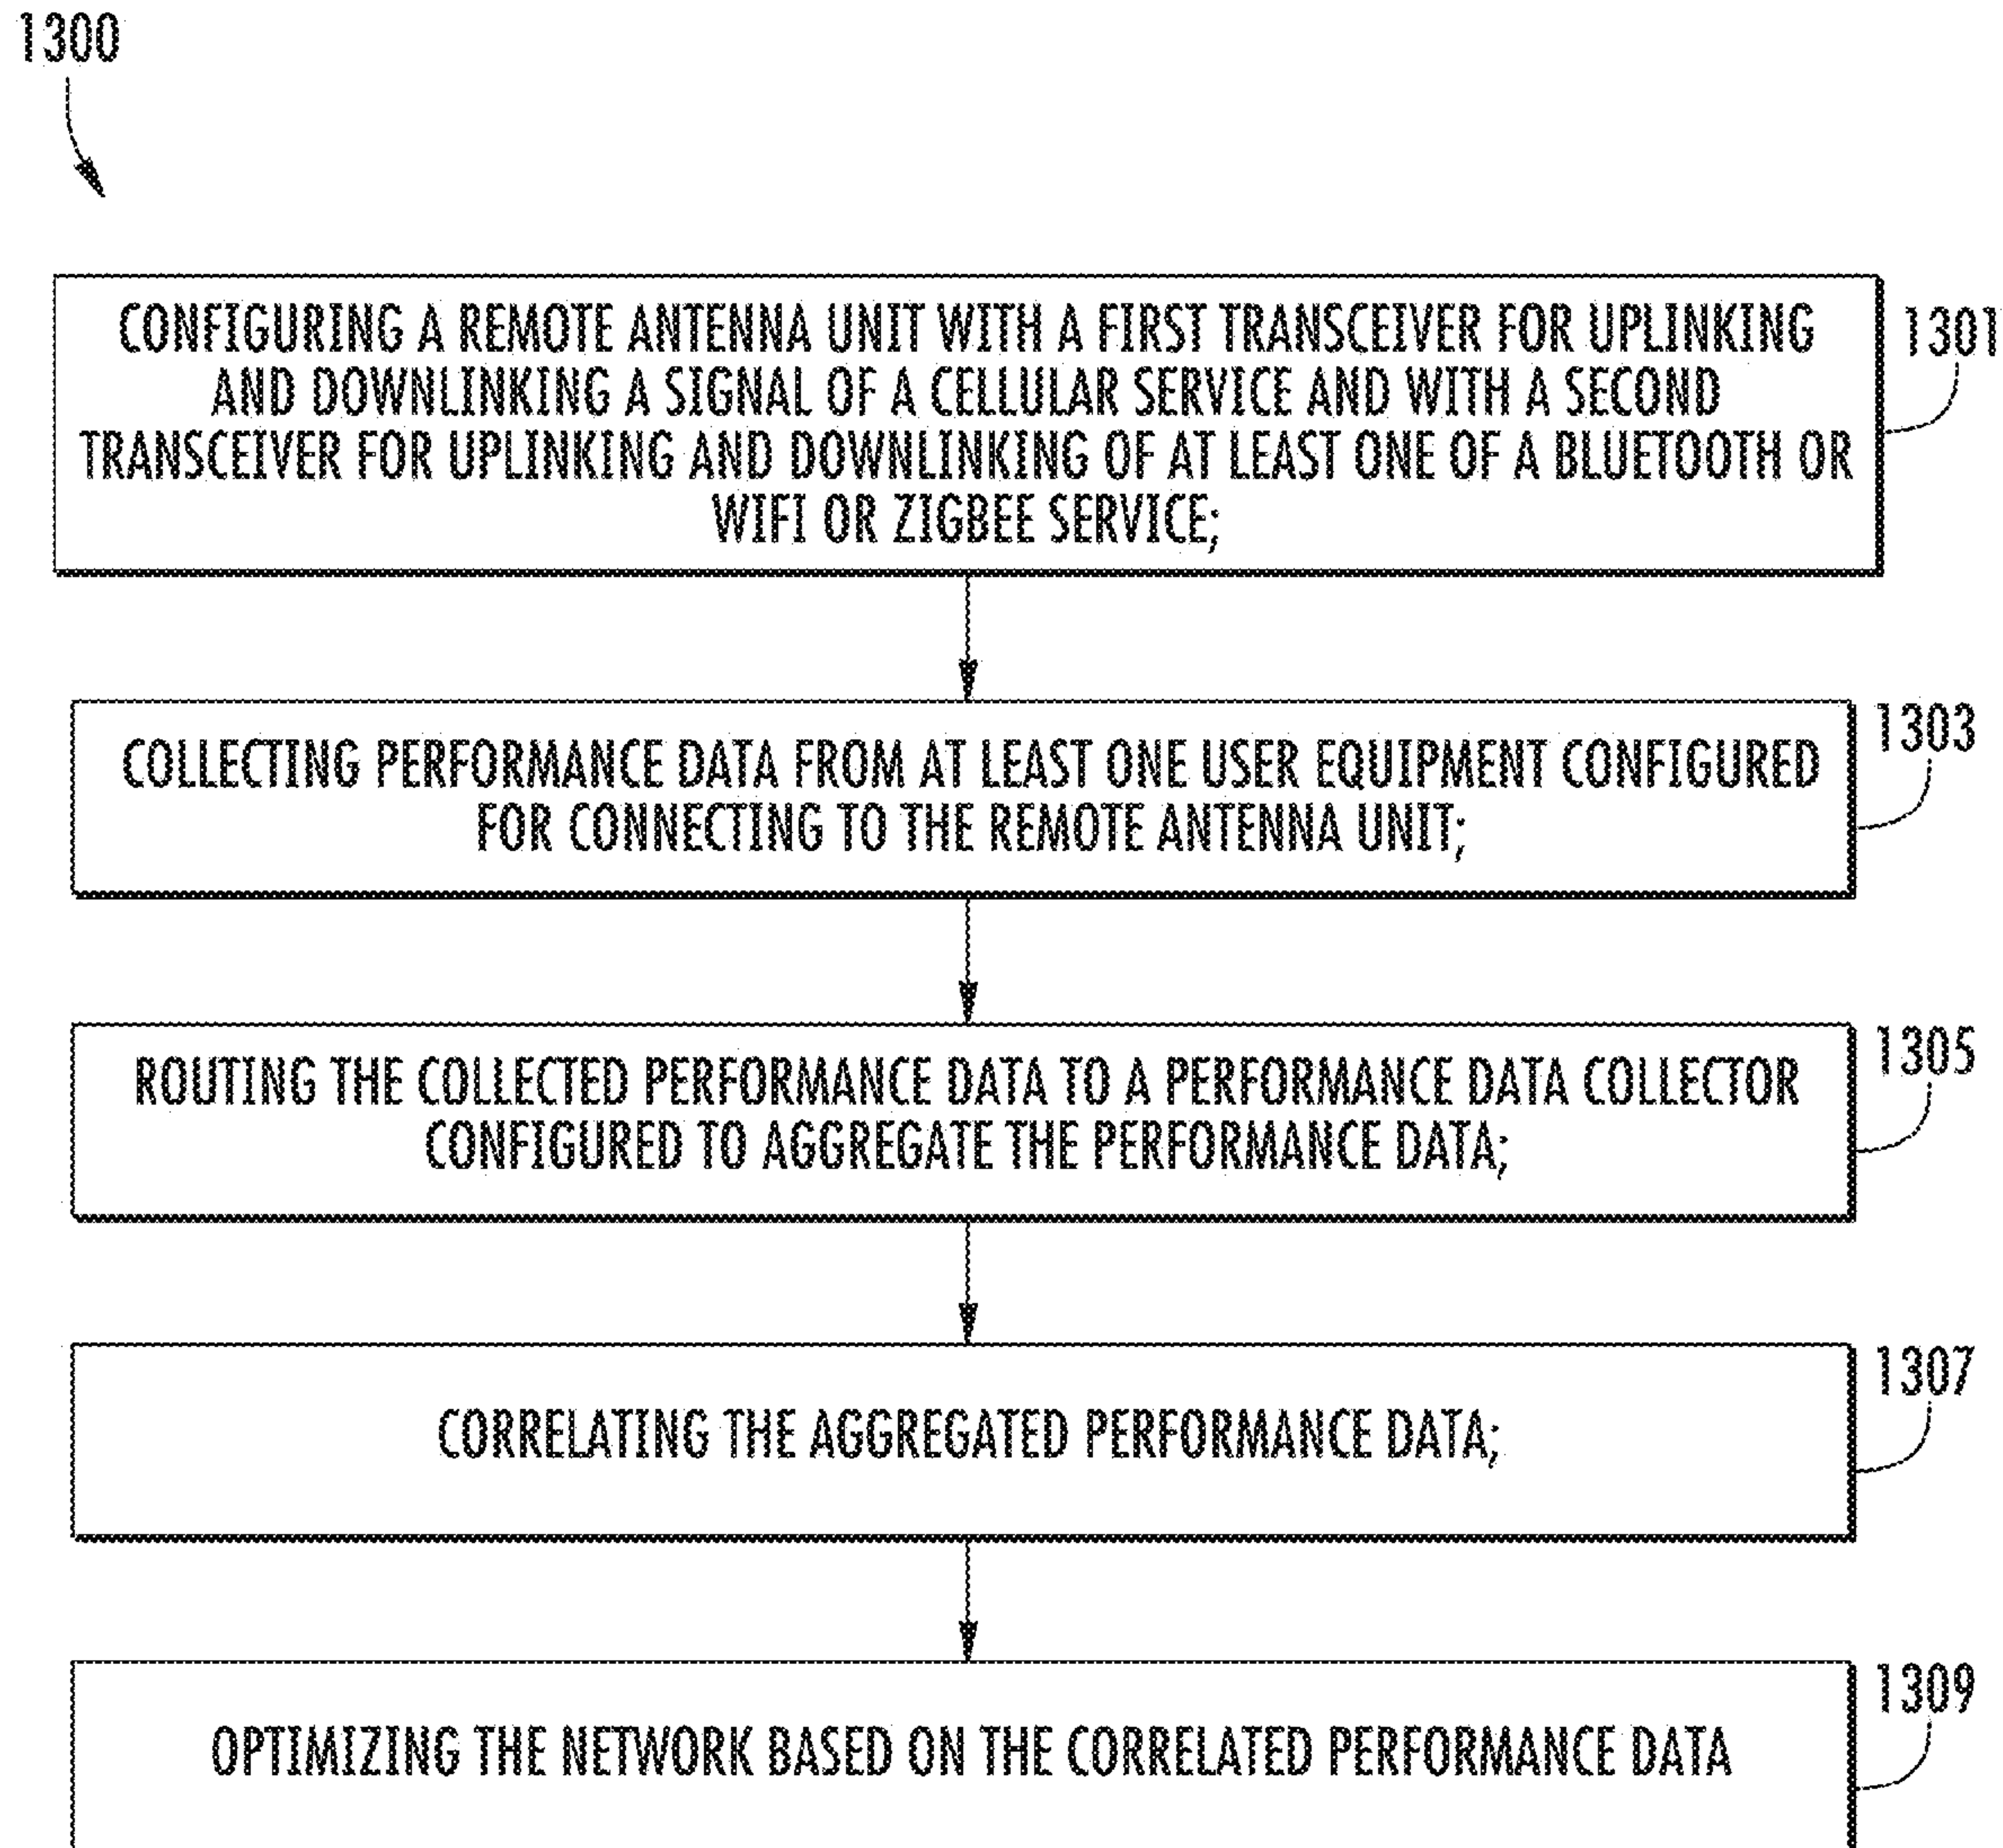 1300
CONFIGURING A REMOTE ANTENNA UNIT WITH A FIRST TRANSCEIVER FOR UPLINKING
AND DOWNLINKING A SIGNAL OF A CELLULAR SERVICE AND WITH A SECOND
TRANSCEIVER FOR UPLINKING AND DOWNLINKING OF AT LEAST ONE OF A BLUETOOTH OR
WIFI OR ZIGBEE SERVICE;
1301
COLLECTING PERFORMANCE DATA FROM AT LEAST ONE USER EQUIPMENT CONFIGURED
FOR CONNECTING TO THE REMOTE ANTENNA UNIT;
1303
ROUTING THE COLLECTED PERFORMANCE DATA TO A PERFORMANCE DATA COLLECTOR
CONFIGURED TO AGGREGATE THE PERFORMANCE DATA;
1305
CORRELATING THE AGGREGATED PERFORMANCE DATA;
1307
OPTIMIZING THE NETWORK BASED ON THE CORRELATED PERFORMANCE DATA
1309